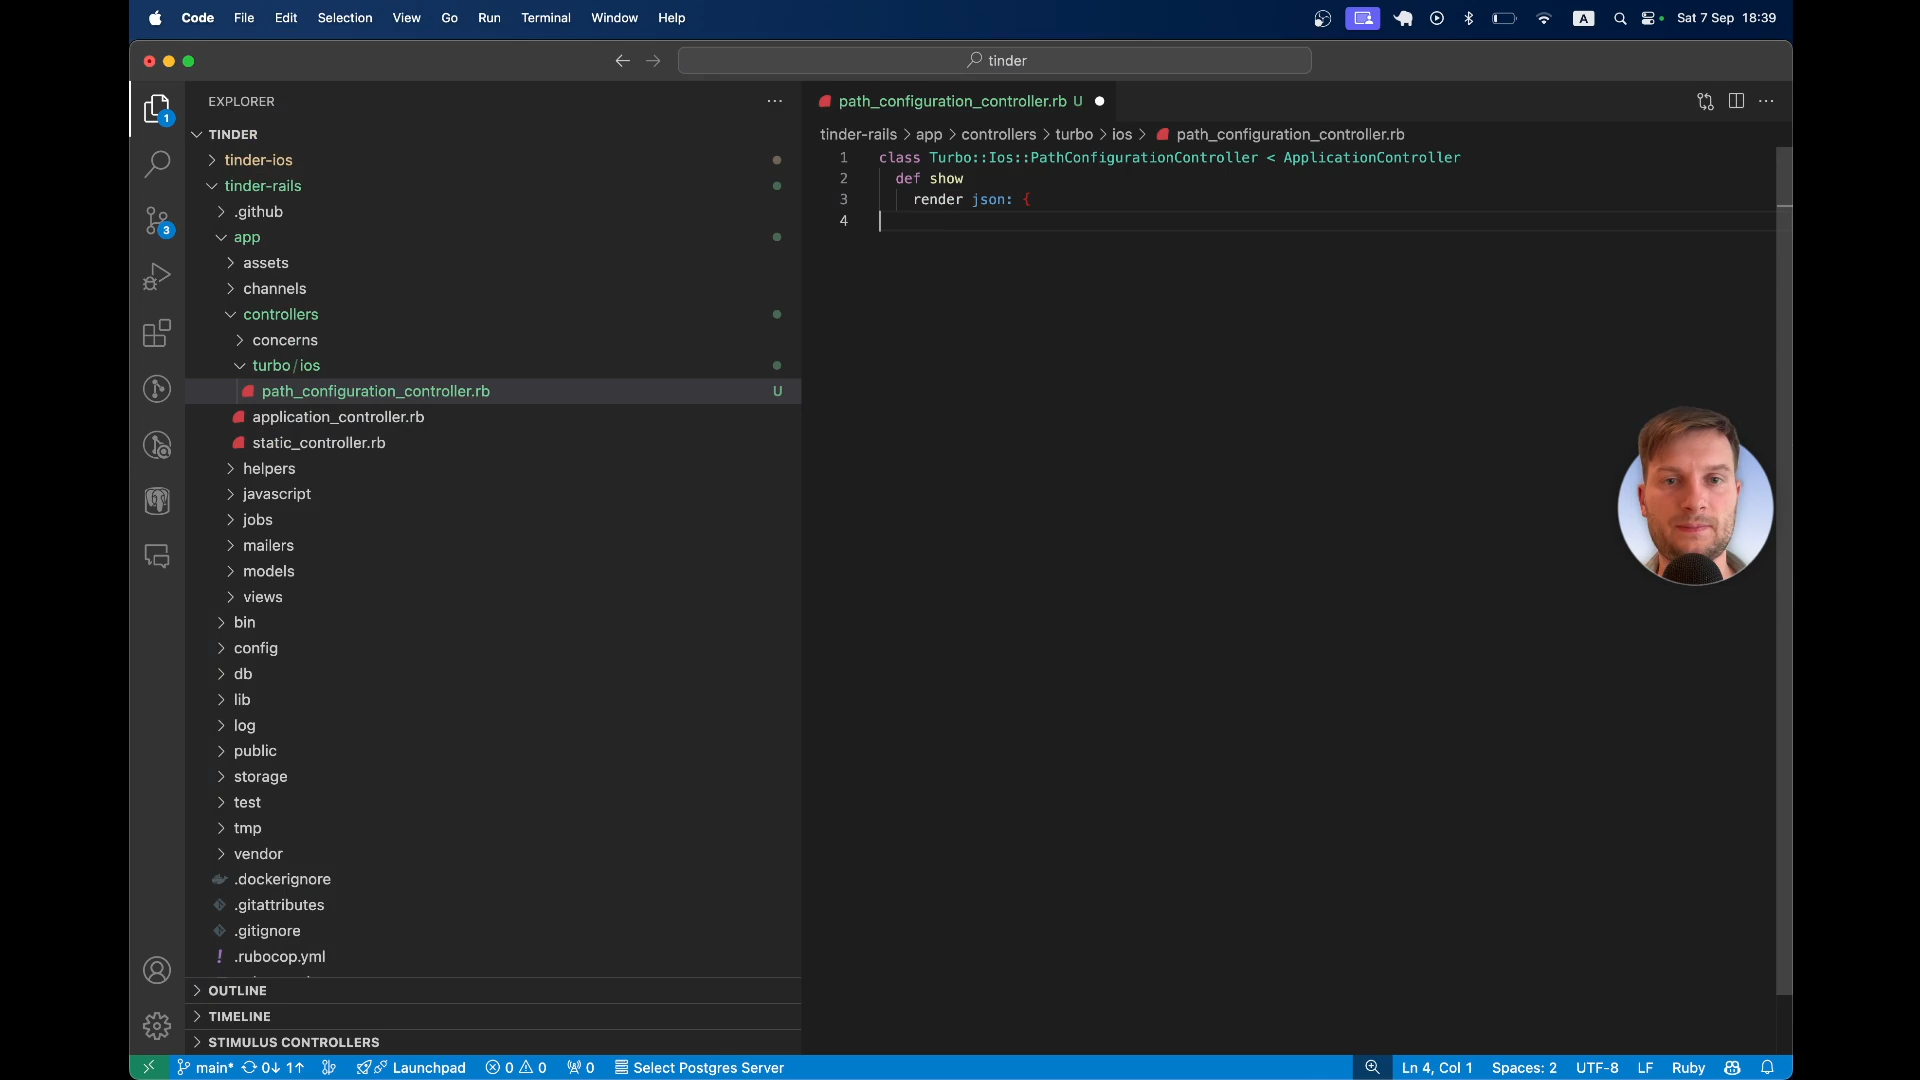 Code File Edit Selection View Go Run Terminal Window Help
A Sat 7 Sep 18:39
tinder
EXPLORER
1
3
TINDER
tinder-ios
tinder-rails
.github
app
assets
channels
controllers
concerns
turbo/ios
path_configuration_controller.rb U
application_controller.rb
static_controller.rb
helpers
javascript
jobs
mailers
models
views
bin
config
db
lib
log
public
storage
test
tmp
vendor
.dockerignore
.gitattributes
.gitignore
! .rubocop.yml
OUTLINE
TIMELINE
STIMULUS CONTROLLERS
path_configuration_controller.rb U
tinder-rails > app > controllers > turbo > ios > path_configuration_controller.rb
1 class Turbo::Ios::PathConfigurationController < ApplicationController
2 def show
3 render json: {
4
main* 0↓ 1↑ Launchpad 0 0 0 Select Postgres Server
Ln 4, Col 1 Spaces: 2 UTF-8 LF Ruby